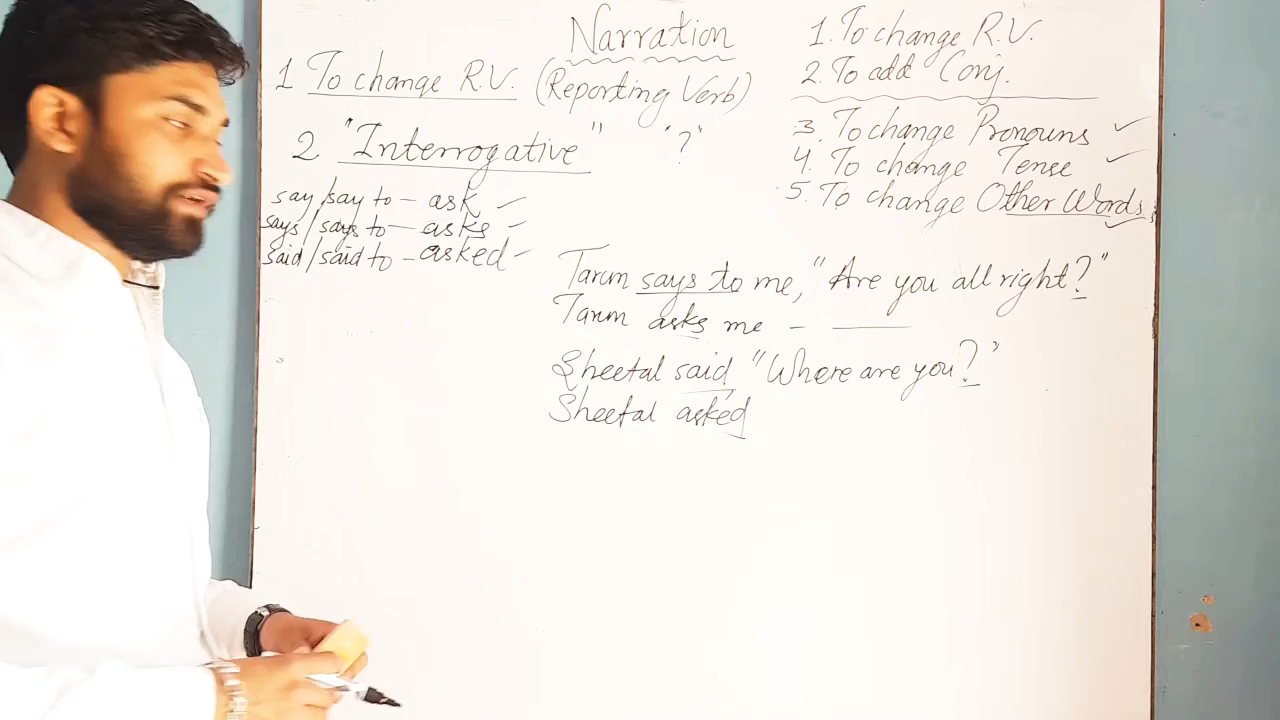 Narration
1 To change R.V. (Reporting Verb)
2 "Interrogative" "?"
say/say to – ask ✓
says/says to – asks ✓
said/said to – asked ✓
1. To change R.V.
2. To add Conj.
3. To change Pronouns ✓
4. To change Tense ✓
5. To change Other Words ✓
Tarun says to me, "Are you all right?"
Tarun asks me –
Sheetal said "Where are you?"
Sheetal asked